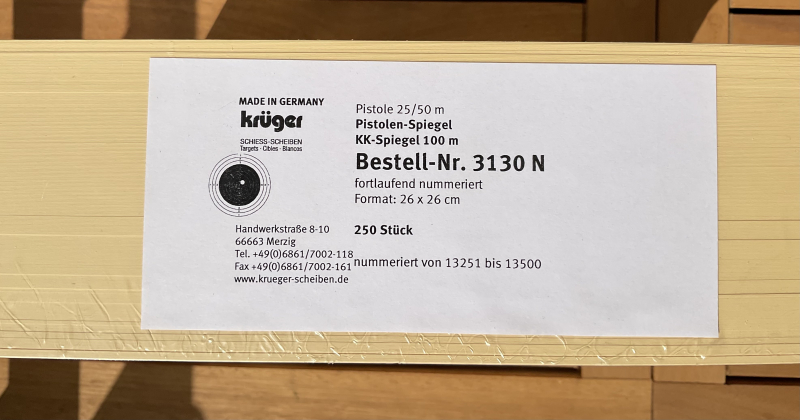 MADE IN GERMANY
krüger
SCHIESS-SCHEIBEN
Targets · Cibles · Biancos
Handwerkstraße 8-10
66663 Merzig
Tel. +49(0)6861/7002-118
Fax +49(0)6861/7002-161
www.krueger-scheiben.de
Pistole 25/50 m
Pistolen-Spiegel
KK-Spiegel 100 m
Bestell-Nr. 3130 N
fortlaufend nummeriert
Format: 26 x 26 cm
250 Stück
nummeriert von 13251 bis 13500